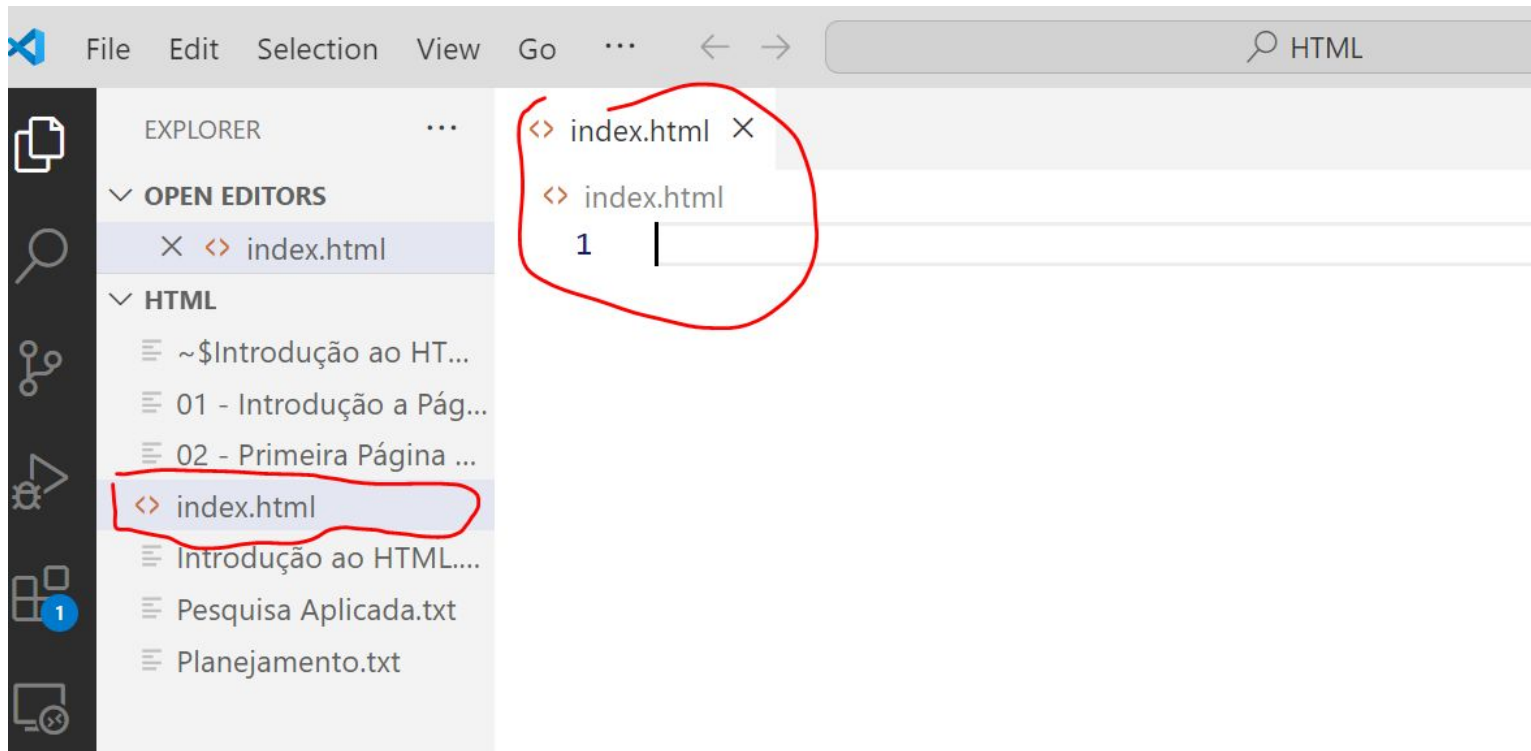 File Edit Selection View Go ··· ← → HTML
EXPLORER ···
OPEN EDITORS
index.html
HTML
~$Introdução ao HT...
01 - Introdução a Pág...
02 - Primeira Página ...
index.html
Introdução ao HTML....
Pesquisa Aplicada.txt
Planejamento.txt
1
index.html
index.html
1